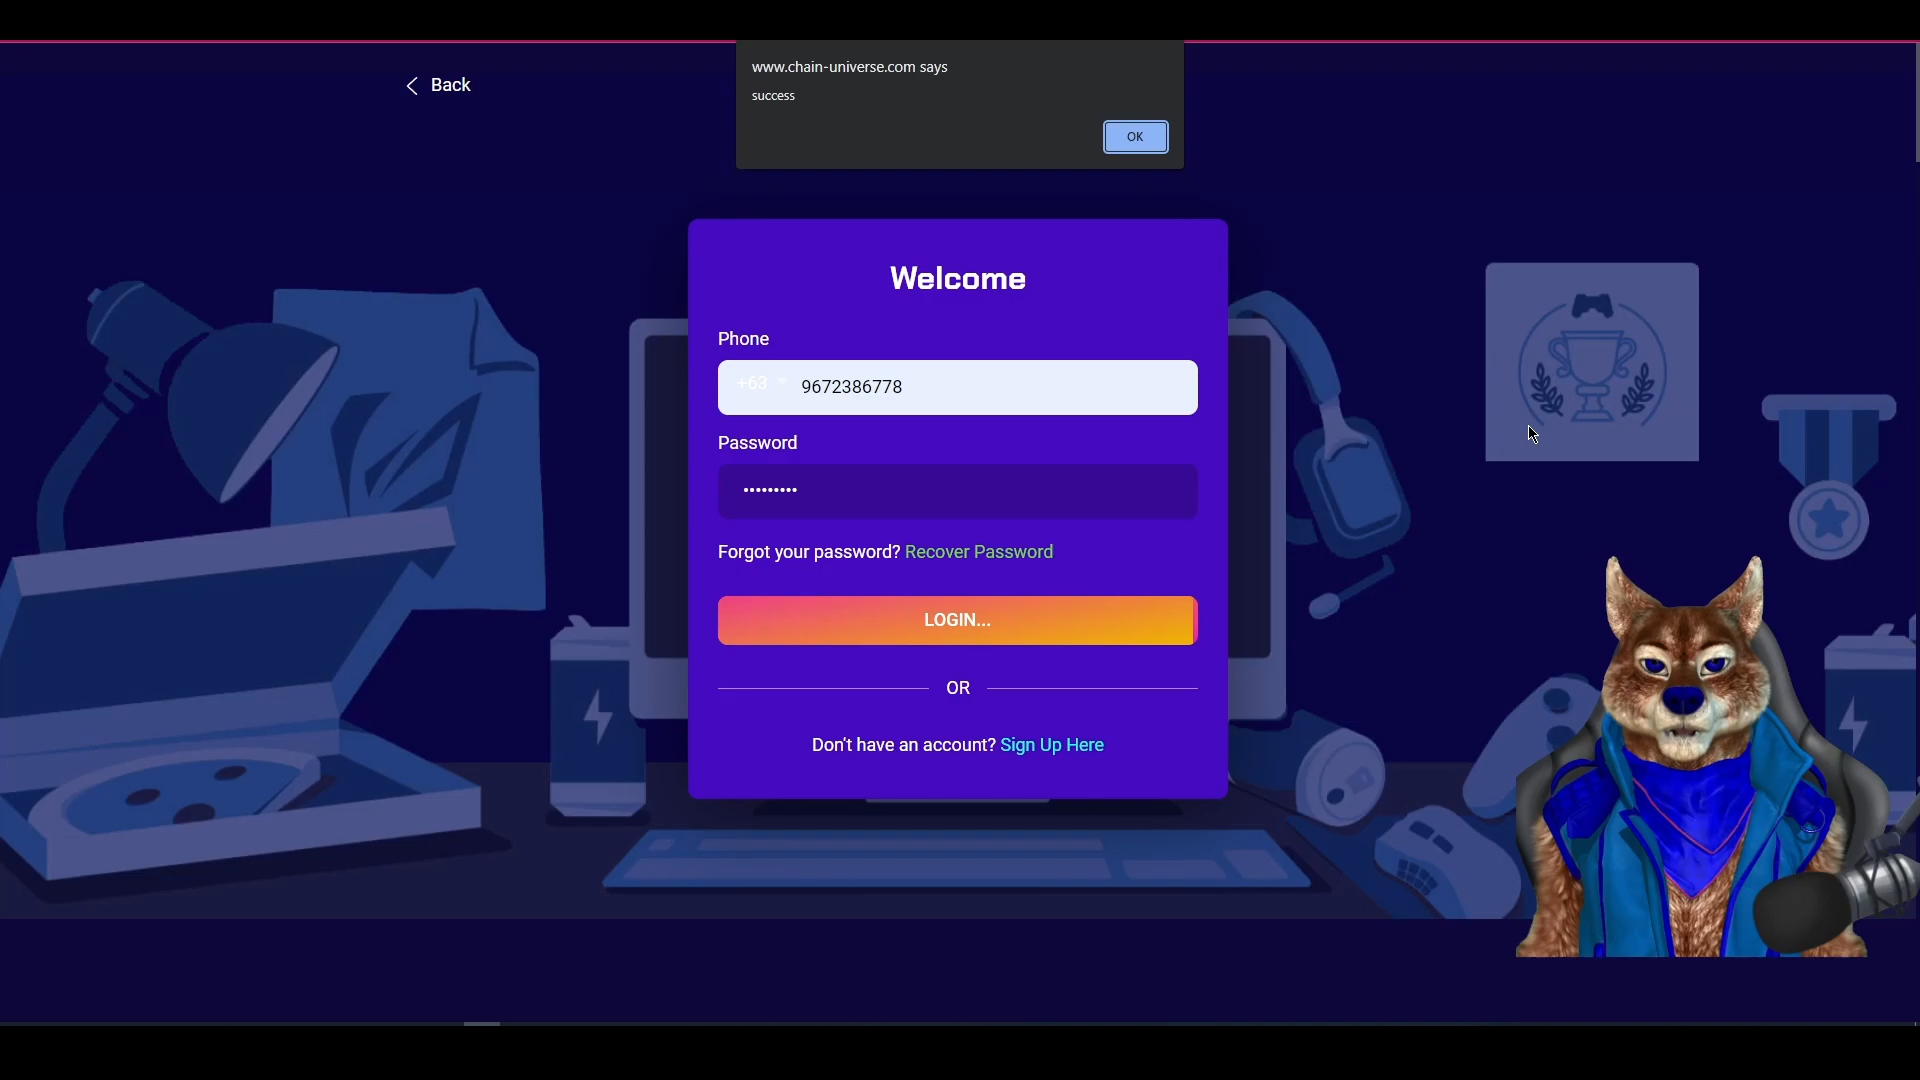 www.chain-universe.com says
success
OK
Back
Welcome
Phone
+63 9672386778
Password
•••••••••
Forgot your password? Recover Password
LOGIN...
OR
Don't have an account? Sign Up Here